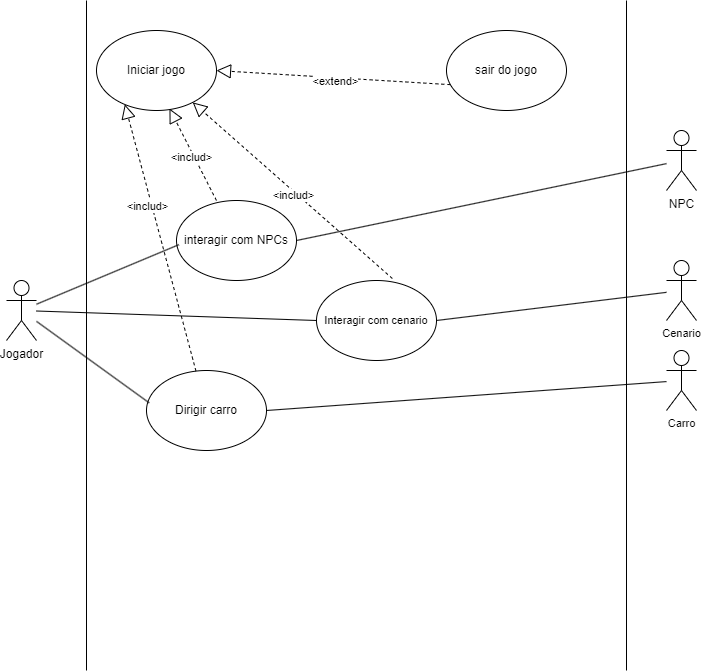 Iniciar jogo
sair do jogo
<extend>
<includ>
<includ>
<includ>
NPC
interagir com NPCs
Interagir com cenario
Cenario
Jogador
Dirigir carro
Carro